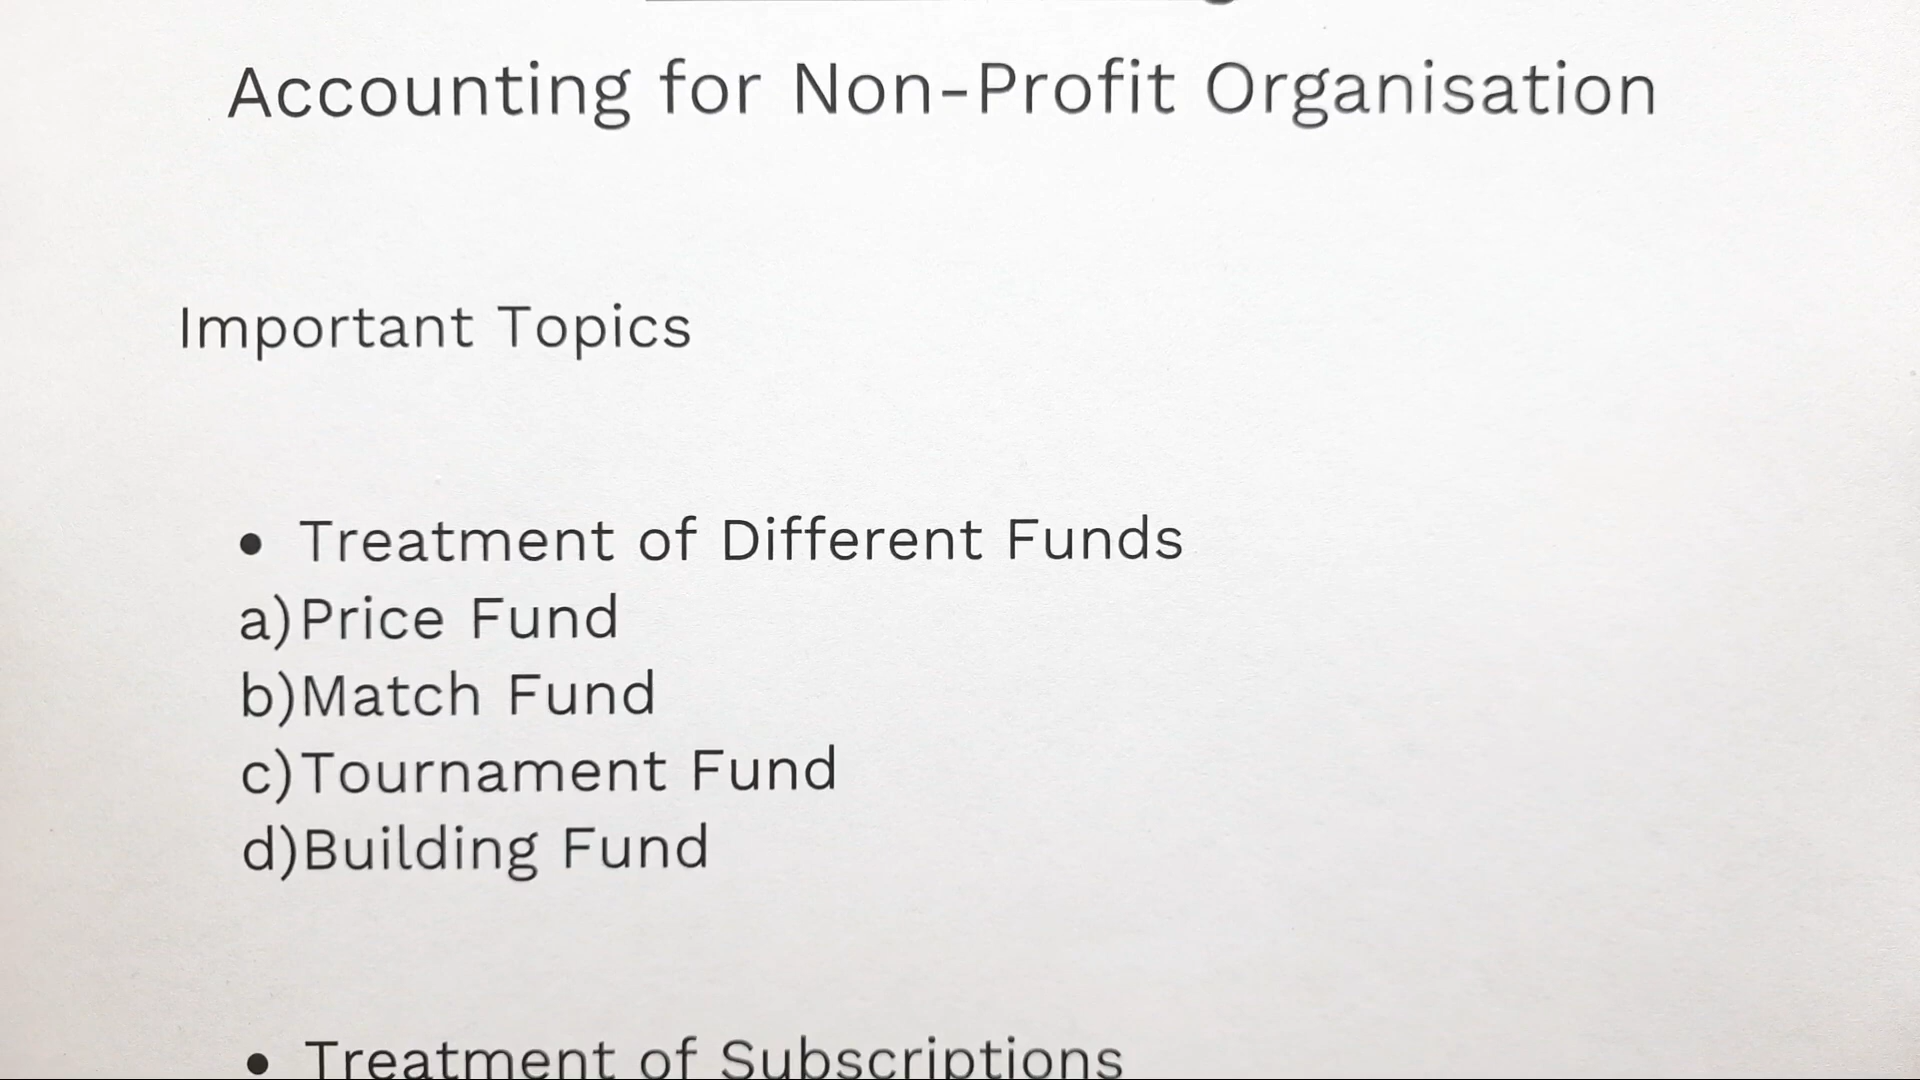 Accounting for Non-Profit Organisation
Important Topics
• Treatment of Different Funds
a)Price Fund
b)Match Fund
c)Tournament Fund
d)Building Fund
• Treatment of Subscriptions